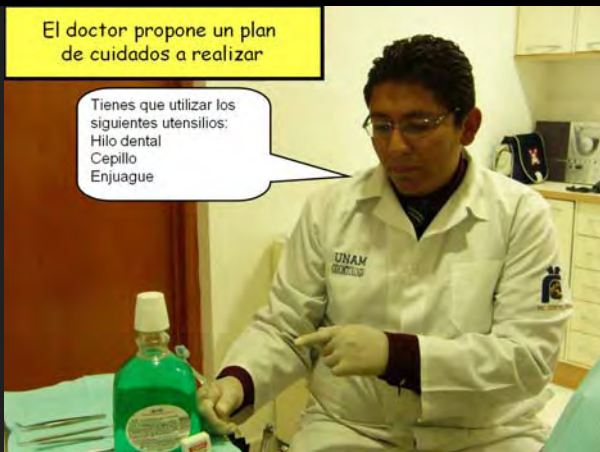 El doctor propone un plan
de cuidados a realizar
Tienes que utilizar los
siguientes utensilios:
Hilo dental
Cepillo
Enjuague
UNAM
ODONTOLOGÍA